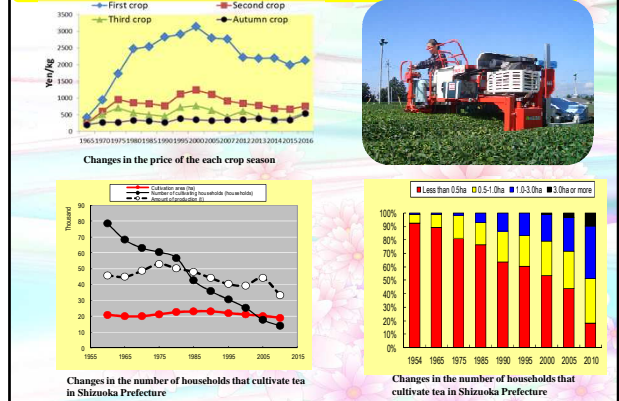 First crop
Second crop
Third crop
Autumn crop
Yen/kg
3500
3000
2500
2000
1500
1000
500
0
1965 1970 1975 1980 1985 1990 1995 2000 2005 2007 2012 2013 2014 2015 2016
Changes in the price of the each crop season
Cultivation area (ha)
Number of cultivating households (households)
Amount of production (t)
Thousand
90
80
70
60
50
40
30
20
10
0
1955 1965 1975 1985 1995 2005 2015
Changes in the number of households that cultivate tea
in Shizuoka Prefecture
Less than 0.5ha 0.5-1.0ha 1.0-3.0ha 3.0ha or more
100%
90%
80%
70%
60%
50%
40%
30%
20%
10%
0%
1954 1965 1975 1985 1990 1995 2000 2005 2010
Changes in the number of households that
cultivate tea in Shizuoka Prefecture